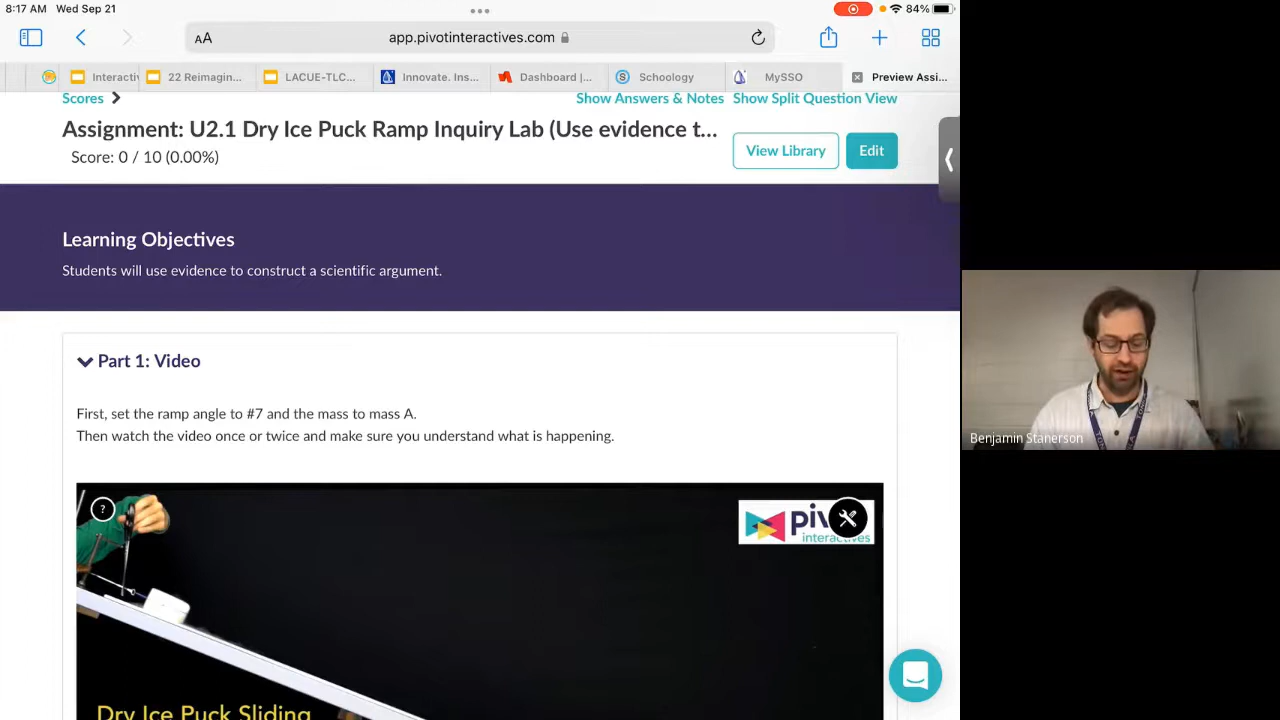 8:17 AM Wed Sep 21
84%
AA
app.pivotinteractives.com
Interactiv
22 Reimagin...
LACUE-TLC...
Innovate. Ins...
Dashboard |...
Schoology
MySSO
Preview Assi...
Scores
Show Answers & Notes
Show Split Question View
Assignment: U2.1 Dry Ice Puck Ramp Inquiry Lab (Use evidence t...
Score: 0 / 10 (0.00%)
View Library
Edit
Learning Objectives
Students will use evidence to construct a scientific argument.
Part 1: Video
First, set the ramp angle to #7 and the mass to mass A.
Then watch the video once or twice and make sure you understand what is happening.
?
piv
interactives
Dry Ice Puck Sliding
Benjamin Stanerson